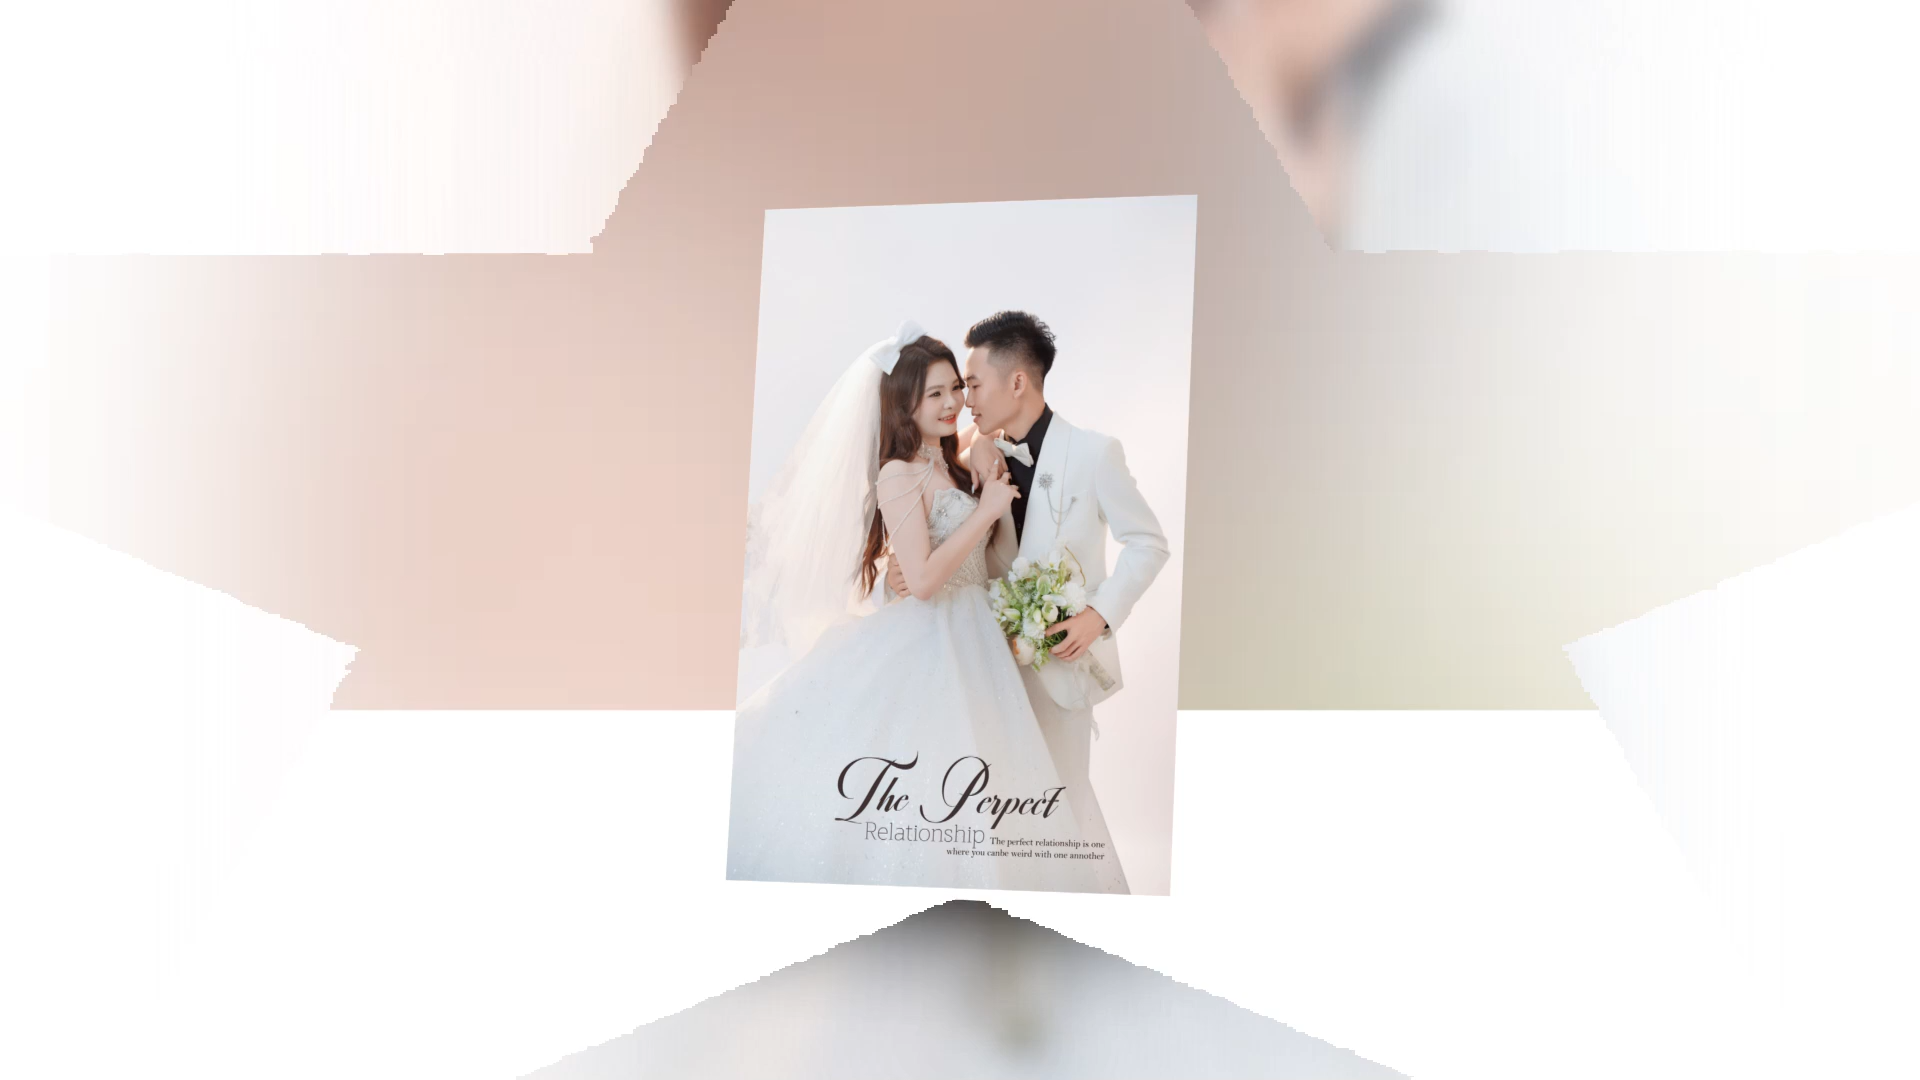 The Perpect
Relationship The perfect relationship is one
where you canbe weird with one annother